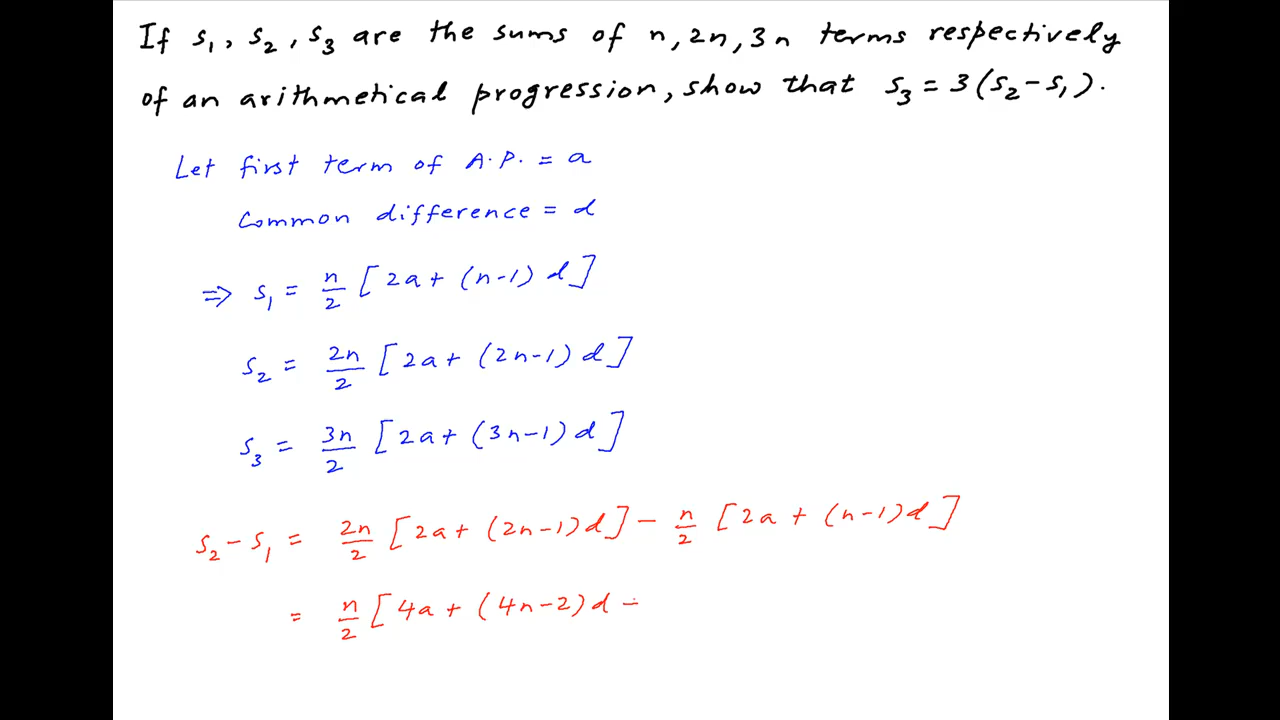 If s₁, s₂, s₃ are the sums of n, 2n, 3n terms respectively
of an arithmetical progression, show that s₃ = 3(s₂ - s₁).
Let first term of A.P. = a
Common difference = d
⇒ s₁ = n/2 [2a + (n-1)d]
s₂ = 2n/2 [2a + (2n-1)d]
s₃ = 3n/2 [2a + (3n-1)d]
s₂ - s₁ = 2n/2 [2a + (2n-1)d] - n/2 [2a + (n-1)d]
= n/2 [4a + (4n-2)d -